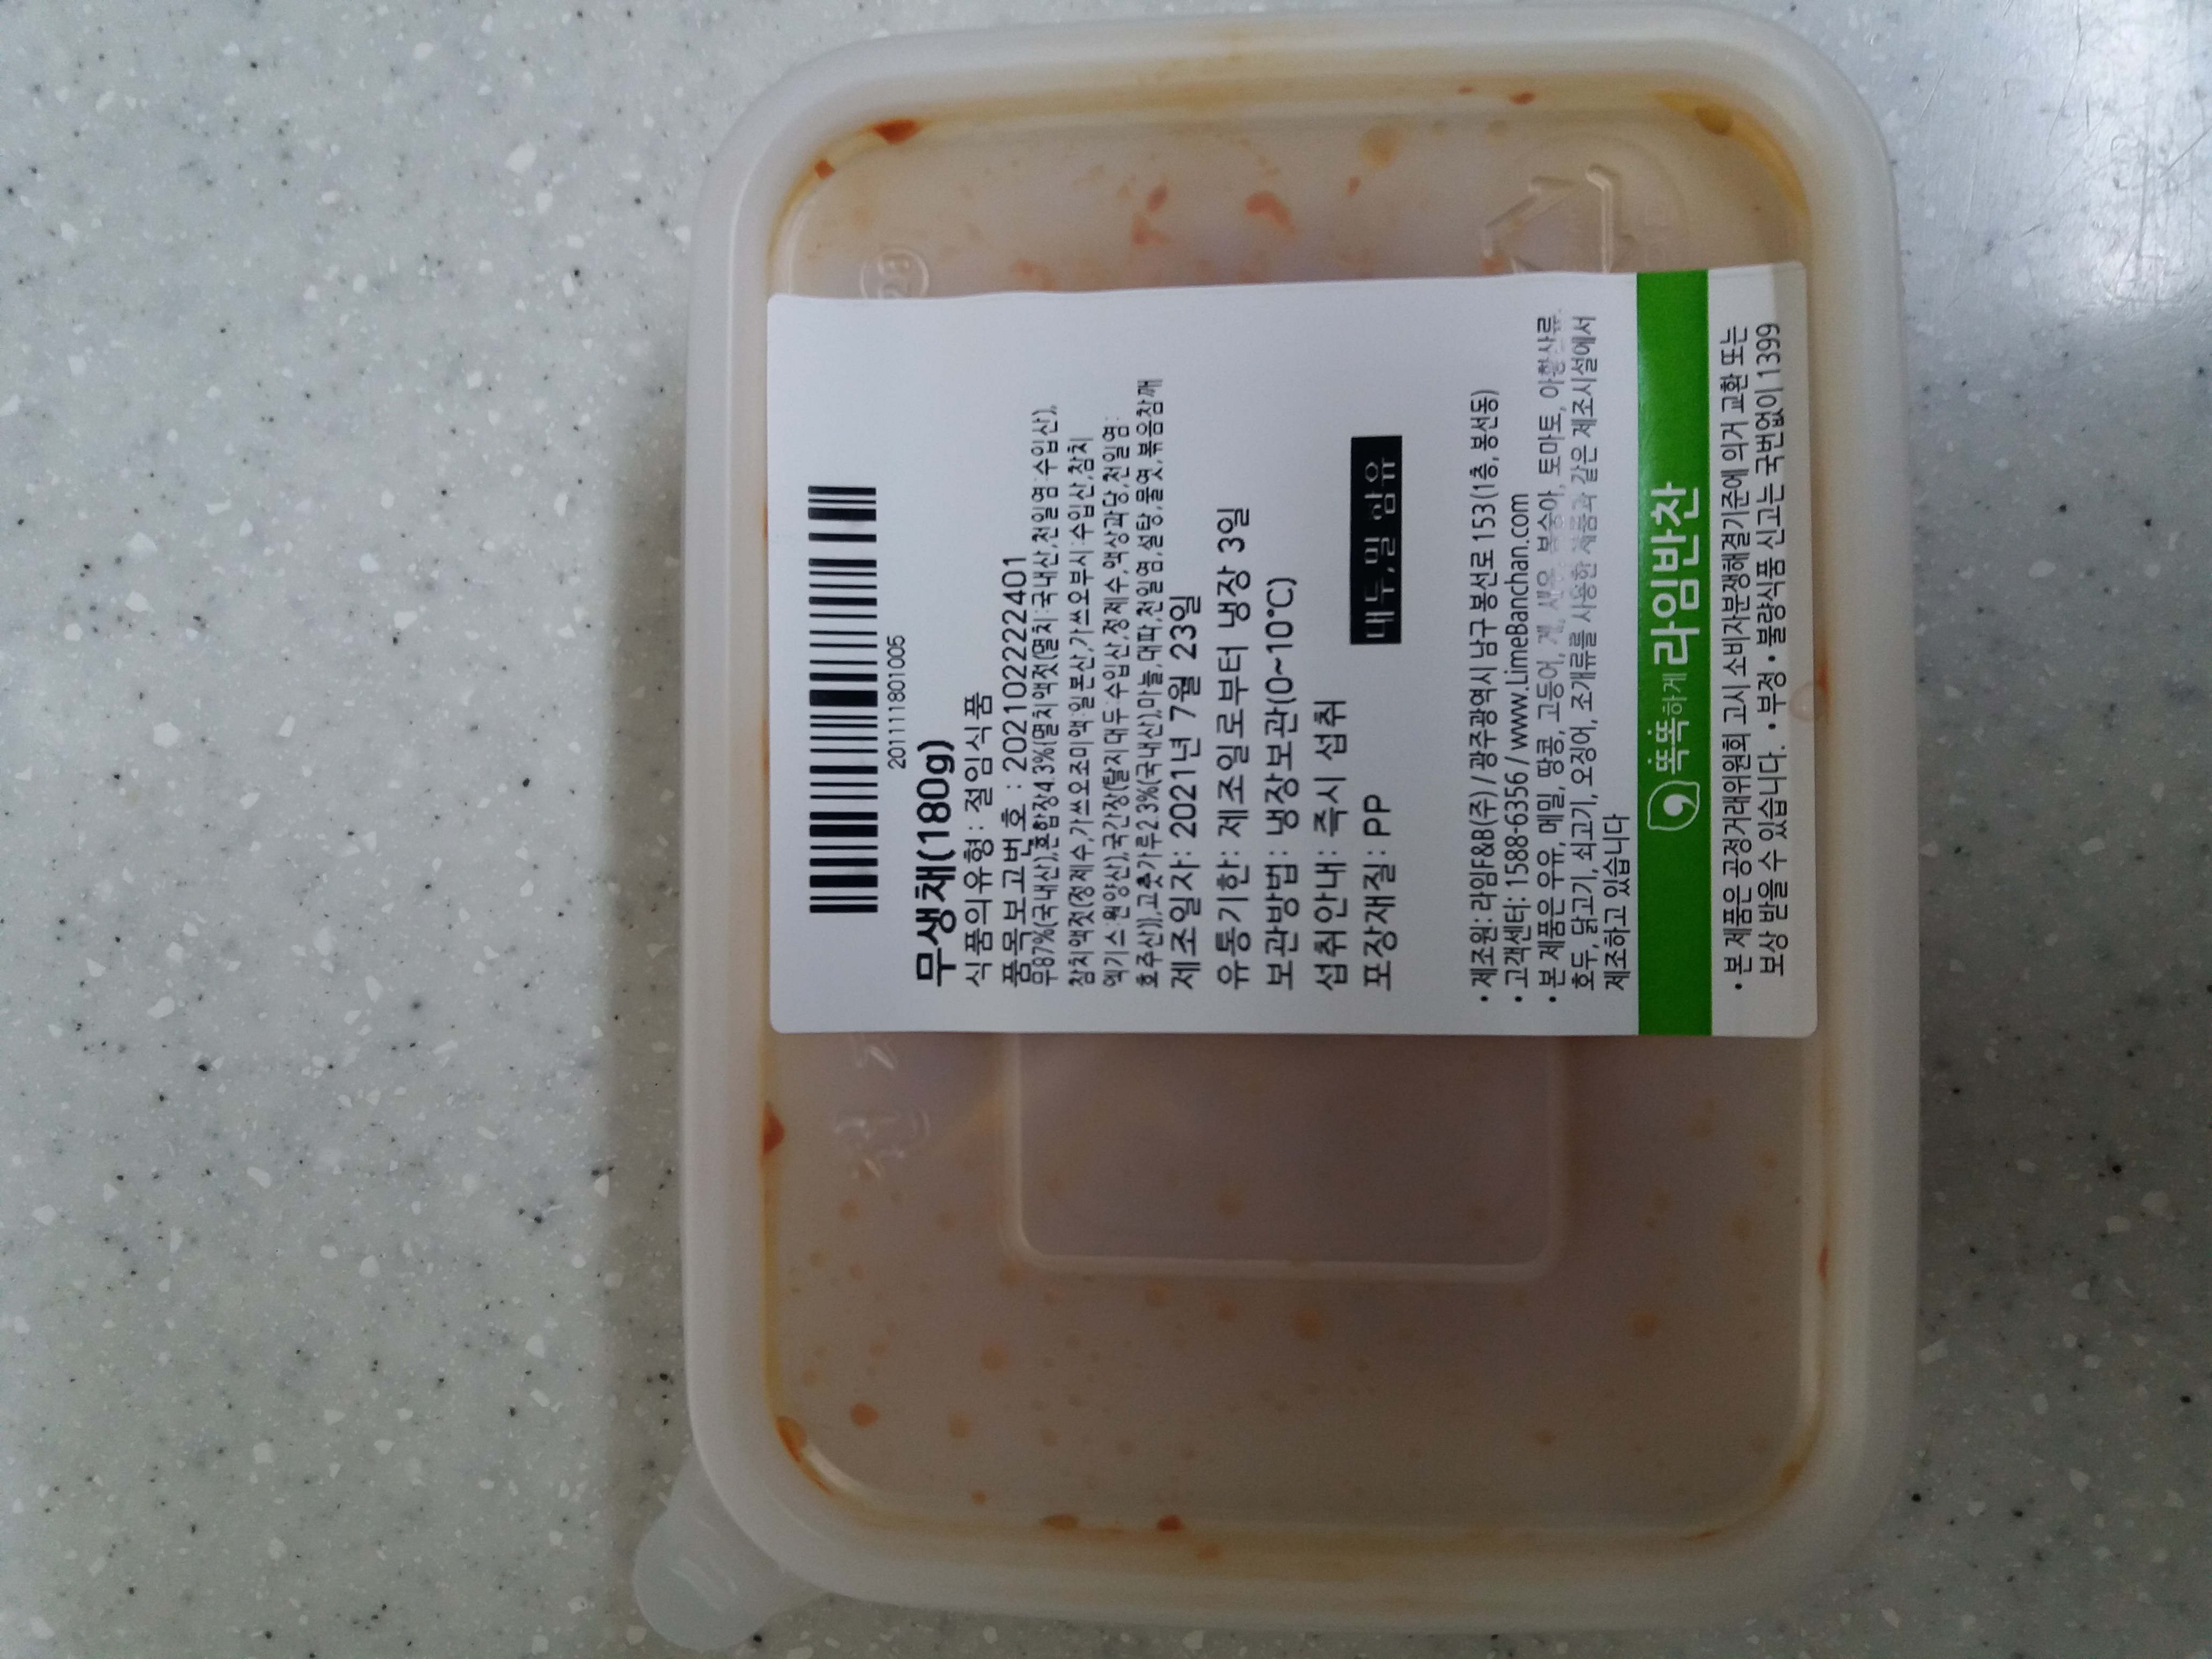 2011111801005
무생채(180g)
식품의유형: 절임식품
품목보고번호 : 20210222401
무87%(국내산),혼합장4.3%{멸치액젓(멸치:국내산,천일염:수입산),
참치액젓(정제수,가쓰오조미액:일본산,가쓰오부시:수입산,참치
엑기스:원양산),국간장(탈지대두:수입산,정제수,액상과당,천일염:
호주산)},고춧가루2.3%(국내산),마늘,대파,천일염,설탕,물엿,볶음참깨
제조일자: 2021년 7월 23일
유통기한: 제조일로부터 냉장 3일
보관방법: 냉장보관(0~10℃)
섭취안내: 즉시 섭취
포장재질: PP
대두,밀 함유
• 제조원: 라임F&B(주) / 광주광역시 남구 봉선로 153 (1층, 봉선동)
• 고객센터: 1588-6356 / www.LimeBanchan.com
• 본 제품은 우유, 메밀, 땅콩, 고등어, 게, 새우, 복숭아, 토마토, 아황산류,
호두, 닭고기, 쇠고기, 오징어, 조개류를 사용한 제품과 같은 제조시설에서
제조하고 있습니다
똑똑하게 라임반찬
• 본 제품은 공정거래위원회 고시 소비자분쟁해결기준에 의거 교환 또는
보상 받을 수 있습니다. • 부정 • 불량식품 신고는 국번없이 1399